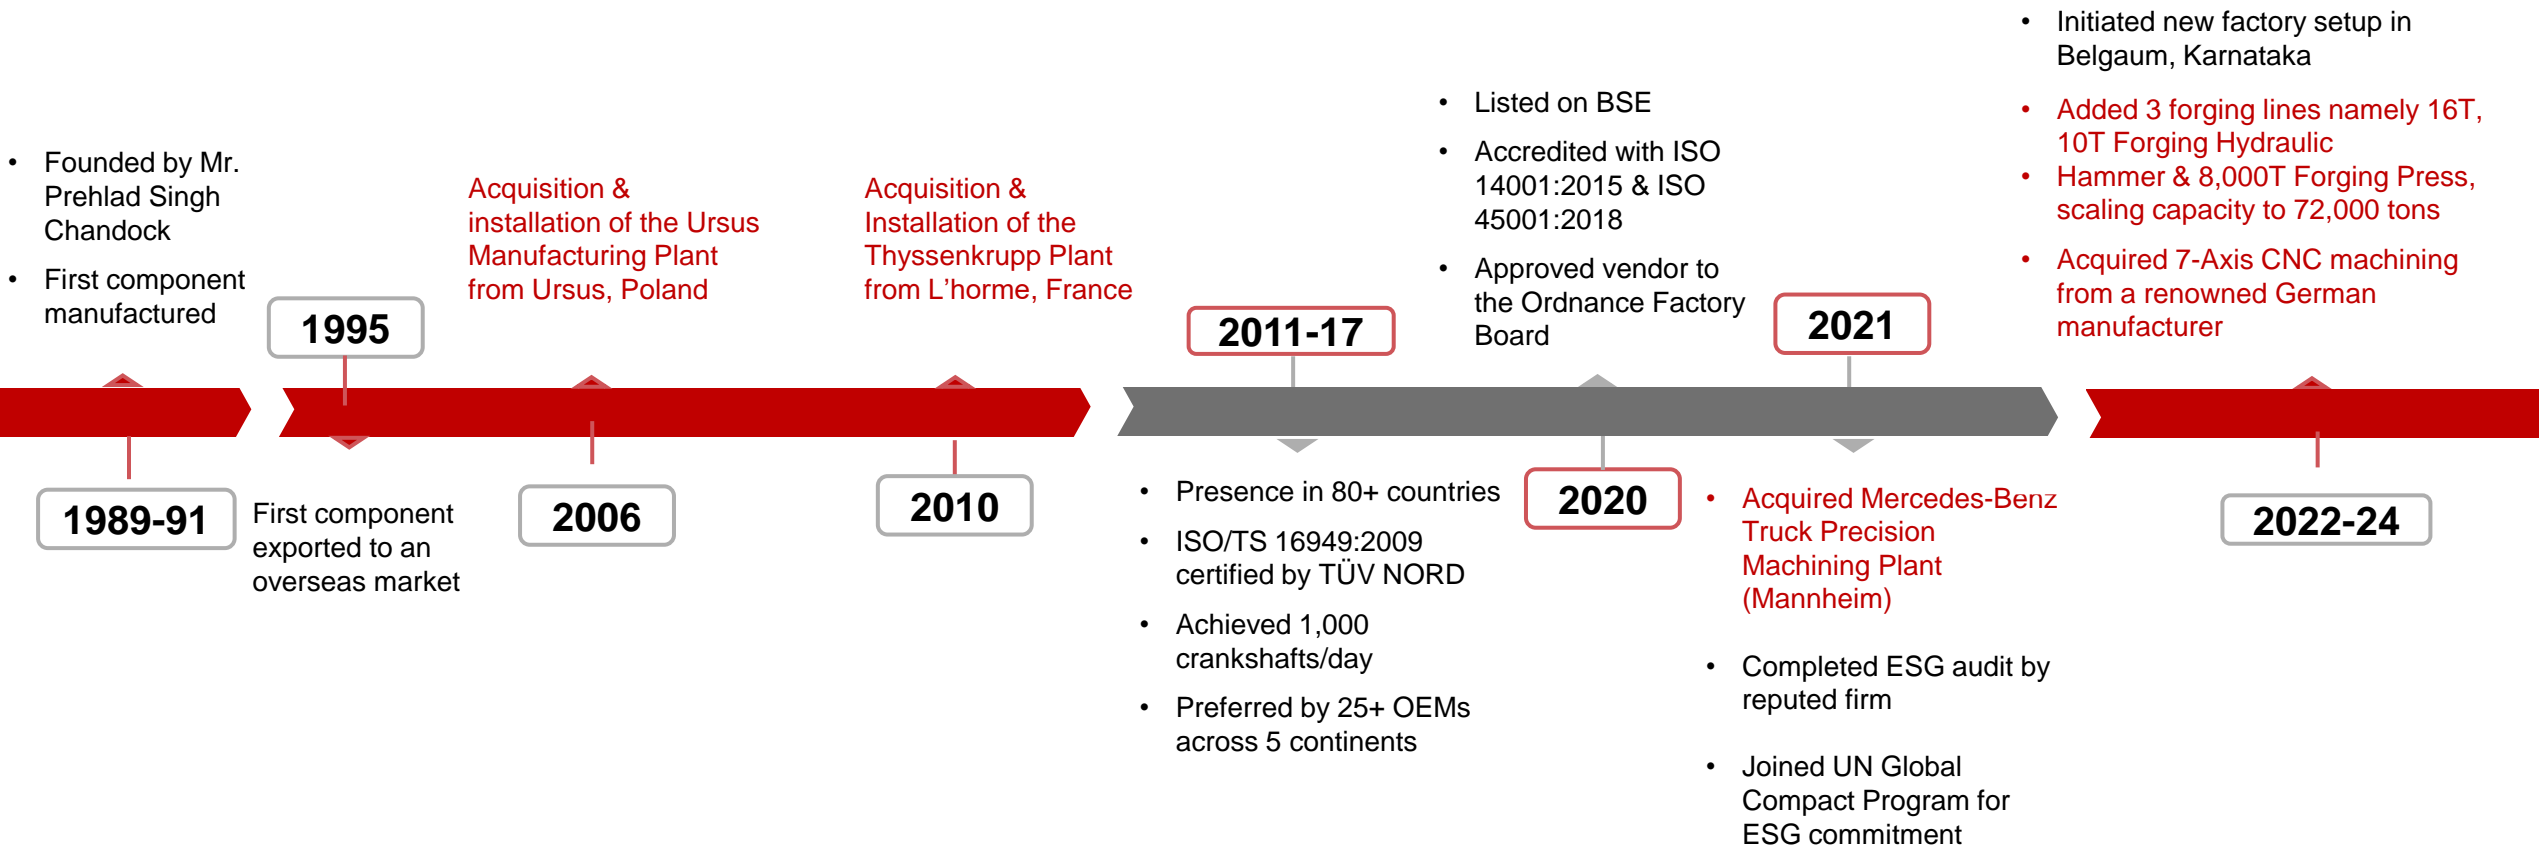 • Founded by Mr.
Prehlad Singh
Chandock
• First component
manufactured
1989-91
1995
First component
exported to an
overseas market
Acquisition &
installation of the Ursus
Manufacturing Plant
from Ursus, Poland
2006
Acquisition &
Installation of the
Thyssenkrupp Plant
from L’horme, France
2010
2011-17
• Presence in 80+ countries
• ISO/TS 16949:2009
certified by TÜV NORD
• Achieved 1,000
crankshafts/day
• Preferred by 25+ OEMs
across 5 continents
• Listed on BSE
• Accredited with ISO
14001:2015 & ISO
45001:2018
• Approved vendor to
the Ordnance Factory
Board
2020
2021
• Acquired Mercedes-Benz
Truck Precision
Machining Plant
(Mannheim)
• Completed ESG audit by
reputed firm
• Joined UN Global
Compact Program for
ESG commitment
• Initiated new factory setup in
Belgaum, Karnataka
• Added 3 forging lines namely 16T,
10T Forging Hydraulic
• Hammer & 8,000T Forging Press,
scaling capacity to 72,000 tons
• Acquired 7-Axis CNC machining
from a renowned German
manufacturer
2022-24